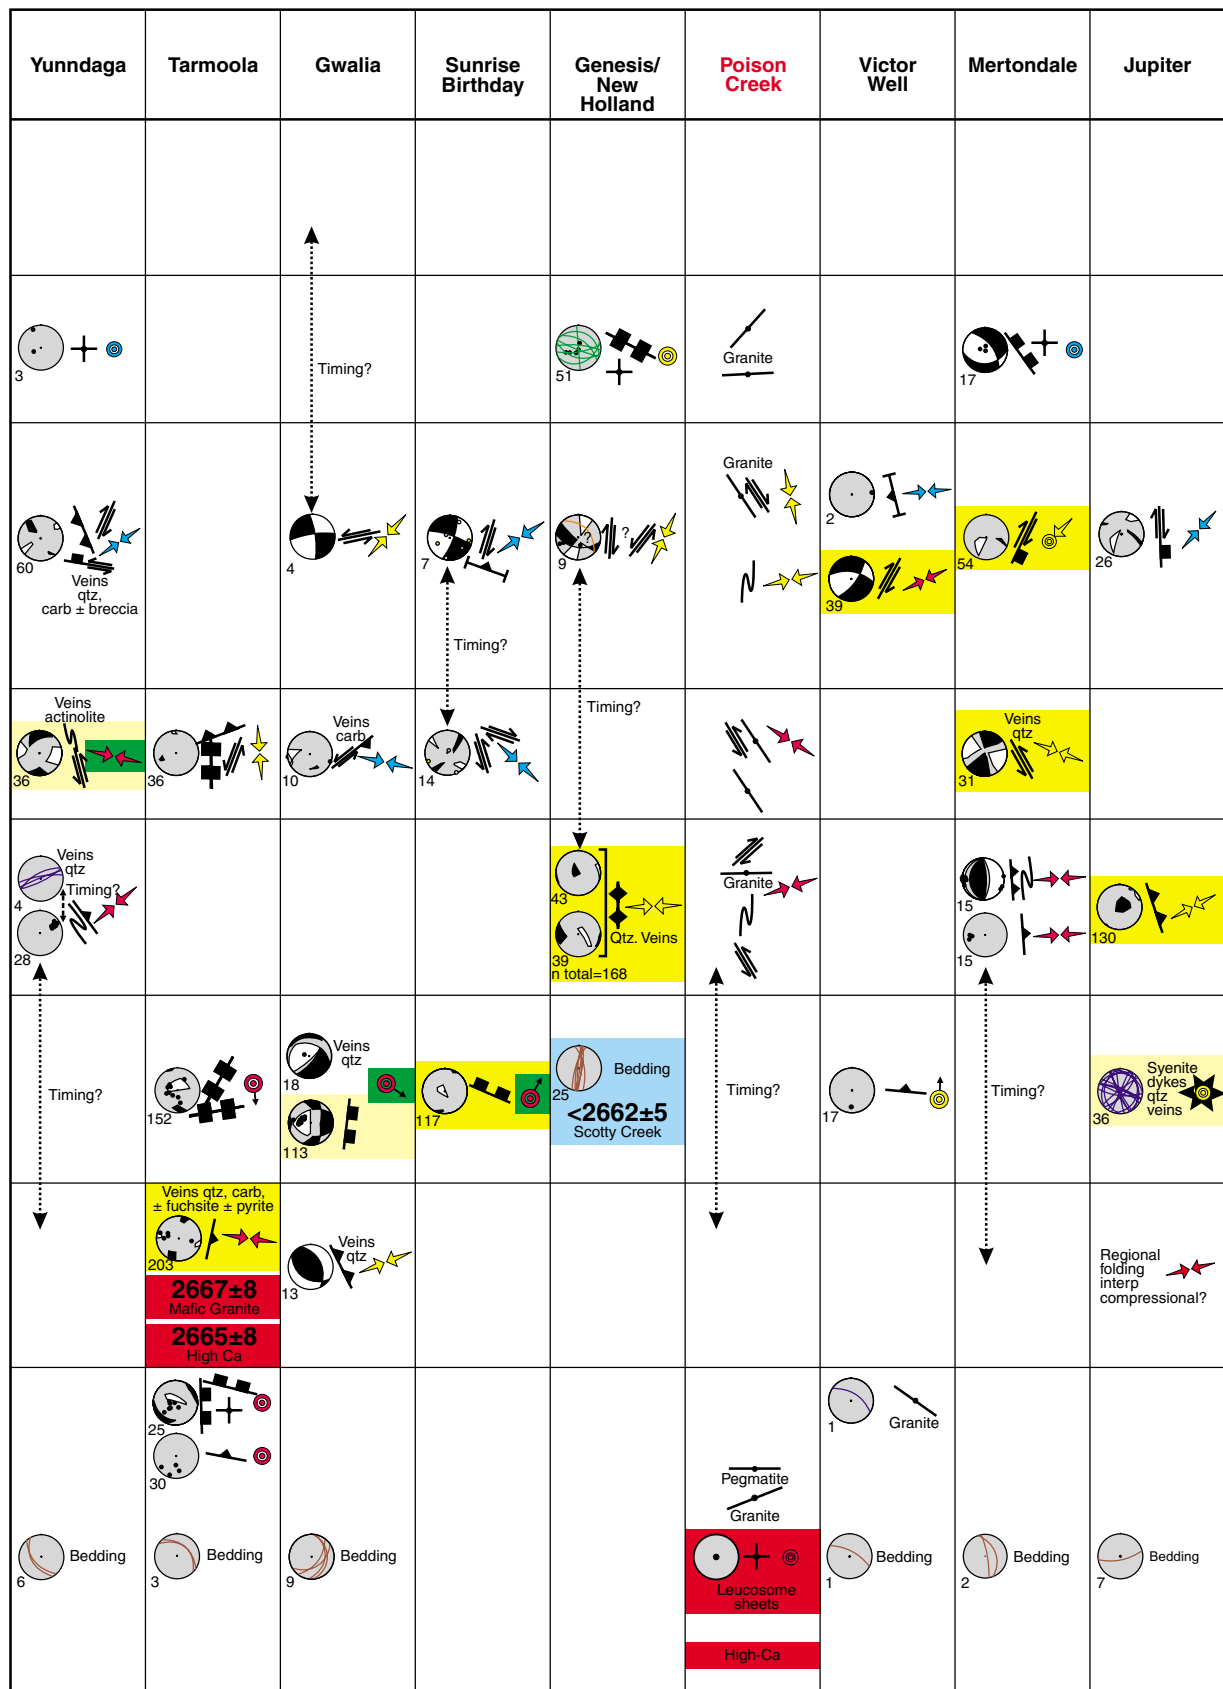 Yunndaga
Tarmoola
Gwalia
Sunrise
Birthday
Genesis/
New
Holland
Poison
Creek
Victor
Well
Mertondale
Jupiter
3
Timing?
51
Granite
17
60
Veins
qtz,
carb ± breccia
4
7
Timing?
?
?
9
Granite
2
39
54
26
Veins
actinolite
36
36
Veins
carb
10
14
Timing?
Veins
qtz
31
Veins
qtz
Timing?
4
28
43
39
Qtz. Veins
n total=168
Granite
15
15
130
Timing?
152
Veins
qtz
18
113
117
Bedding
25
<2662±5
Scotty Creek
Timing?
17
Timing?
Syenite
dykes
qtz
veins
36
Veins qtz, carb,
± fuchsite ± pyrite
203
2667±8
Mafic Granite
2665±8
High Ca
Veins
qtz
13
Regional
folding
interp
compressional?
25
30
1
Granite
Pegmatite
Granite
Bedding
6
Bedding
3
Bedding
9
Leucosome
sheets
High-Ca
Bedding
1
Bedding
2
Bedding
7